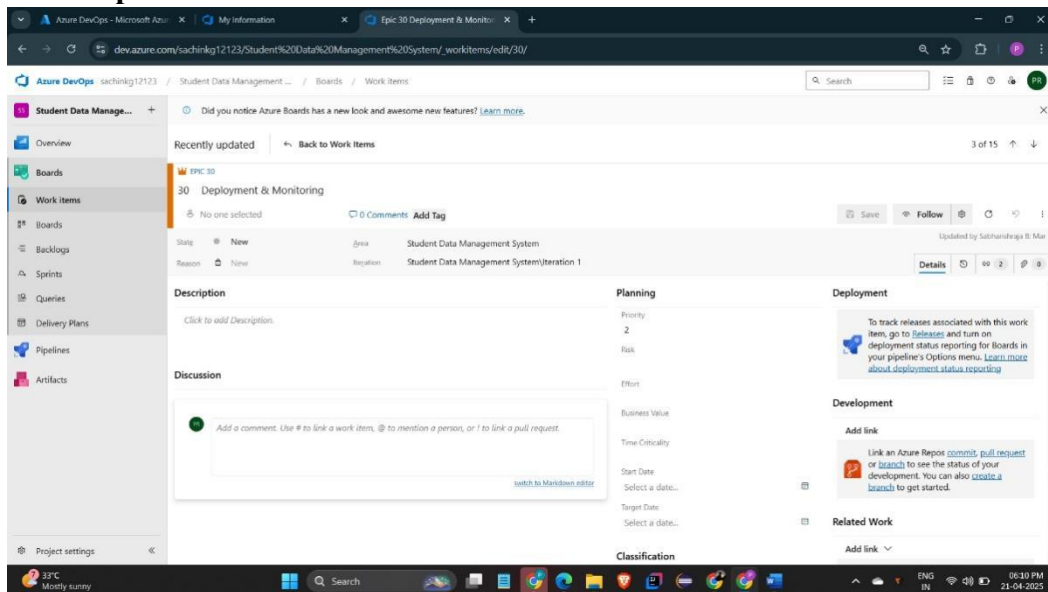 Azure DevOps - Microsoft Azur
My Information
Epic 30 Deployment & Monitor
dev.azure.com/sachinkg12123/Student%20Data%20Management%20System/_workitems/edit/30/
P
Azure DevOps sachinkg12123 / Student Data Management ... / Boards / Work items
Search
PR
SS Student Data Manage... +
Did you notice Azure Boards has a new look and awesome new features? Learn more.
Overview
Boards
Work items
Boards
Backlogs
Sprints
Queries
Delivery Plans
Pipelines
Artifacts
Project settings
Recently updated
Back to Work Items
3 of 15
EPIC 30
30 Deployment & Monitoring
No one selected
0 Comments Add Tag
Save
Follow
State New
Area Student Data Management System
Updated by Sabhanshraja B: Mar
Reason New
Iteration Student Data Management System\Iteration 1
Details
2
0
Description
Click to add Description.
Discussion
PR
Add a comment. Use # to link a work item, @ to mention a person, or ! to link a pull request.
switch to Markdown editor
Planning
Priority
2
Risk
Effort
Business Value
Time Criticality
Start Date
Select a date...
Target Date
Select a date...
Classification
Deployment
To track releases associated with this work
item, go to Releases and turn on
deployment status reporting for Boards in
your pipeline's Options menu. Learn more
about deployment status reporting
Development
Add link
Link an Azure Repos commit, pull request
or branch to see the status of your
development. You can also create a
branch to get started.
Related Work
Add link
33°C
Mostly sunny
Search
ENG
IN
06:10 PM
21-04-2025